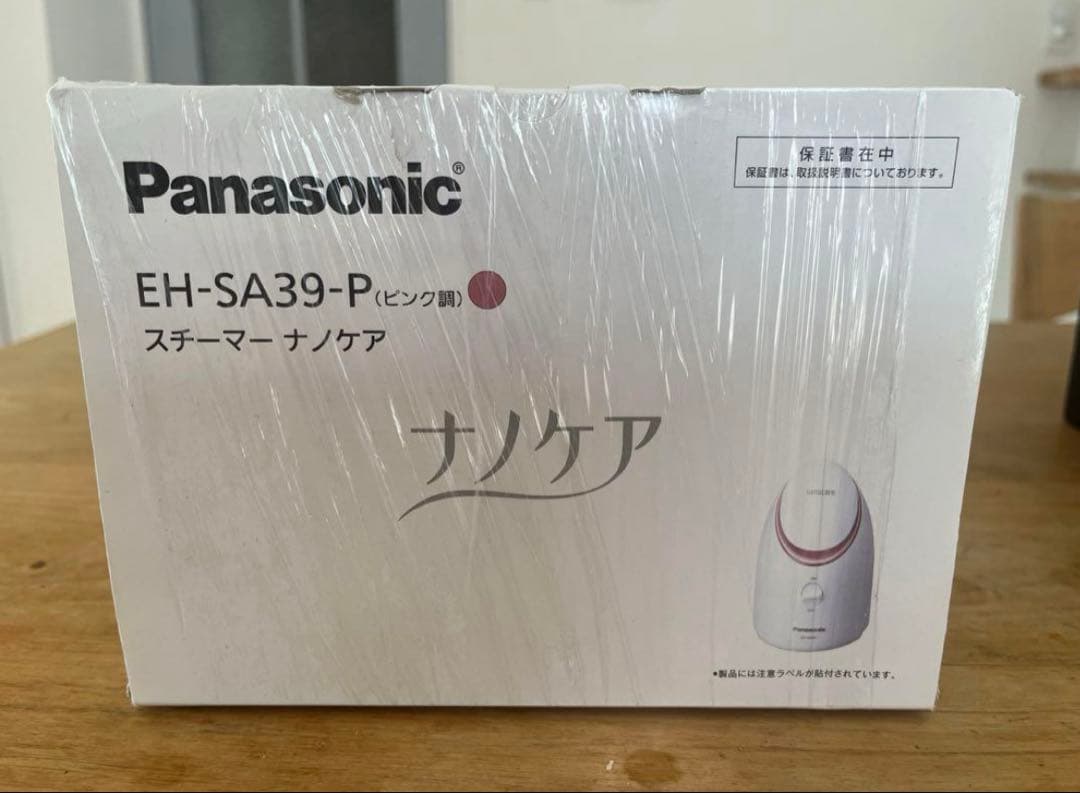 Panasonic®
保証書在中
保証書は、取扱説明書についております。
EH-SA39-P(ピンク調)
スチーマー ナノケア
ナノケア
Panasonic
•製品には注意ラベルが貼付されています。